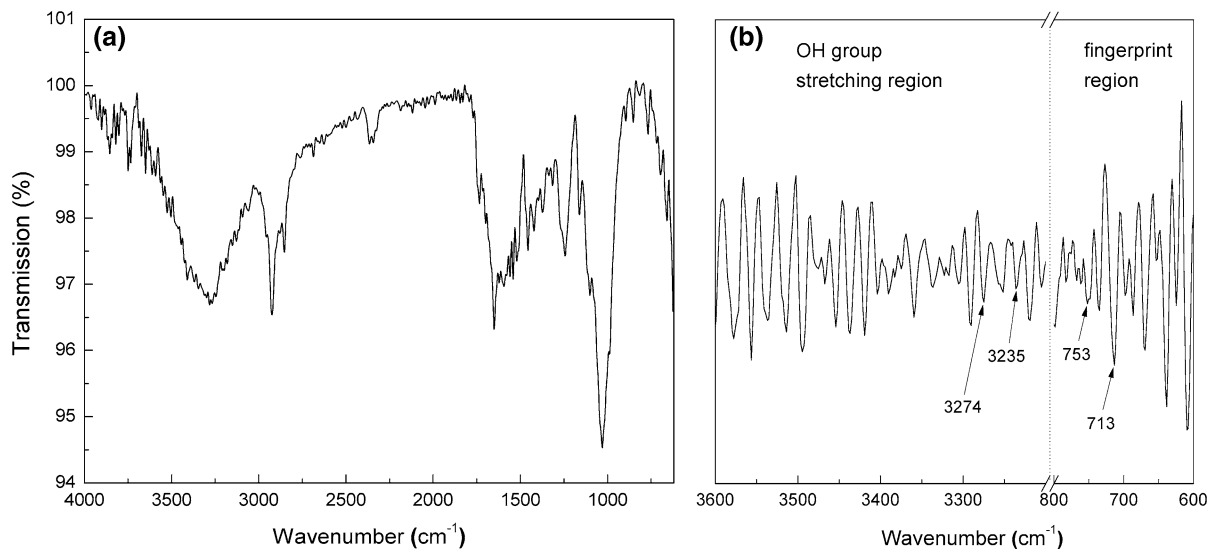 (a)
101
100
99
98
97
96
95
94
Transmission (%)
4000 3500 3000 2500 2000 1500 1000
Wavenumber (cm⁻¹)
(b)
OH group
stretching region
fingerprint
region
3274
3235
753
713
3600 3500 3400 3300 800 700 600
Wavenumber (cm⁻¹)